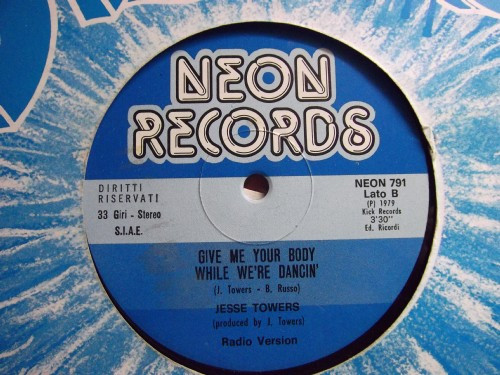 NEON
RECORDS
DIRITTI
RISERVATI
33 Giri - Stereo
S.I.A.E.
NEON 791
Lato B
(P) 1979
Kick Records
3'30"
Ed. Ricordi
GIVE ME YOUR BODY
WHILE WE'RE DANCIN'
(J. Towers - B. Russo)
JESSE TOWERS
(produced by J. Towers)
Radio Version